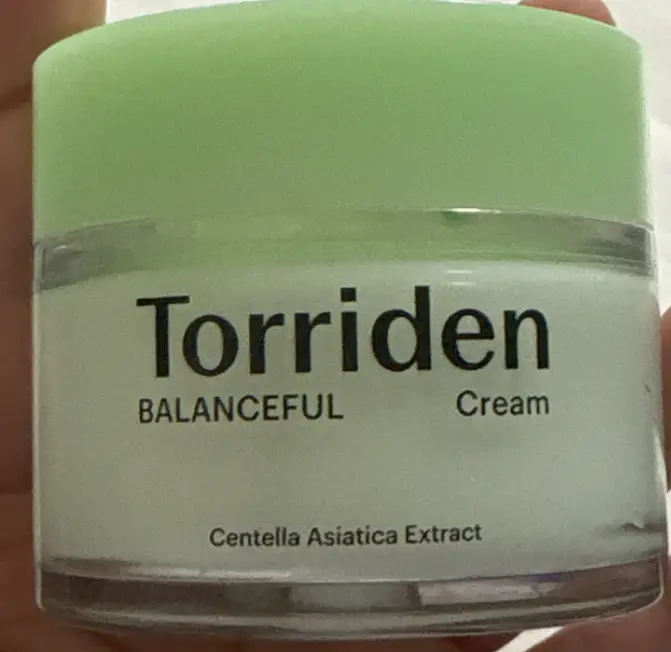 Torriden
BALANCEFUL Cream
Centella Asiatica Extract